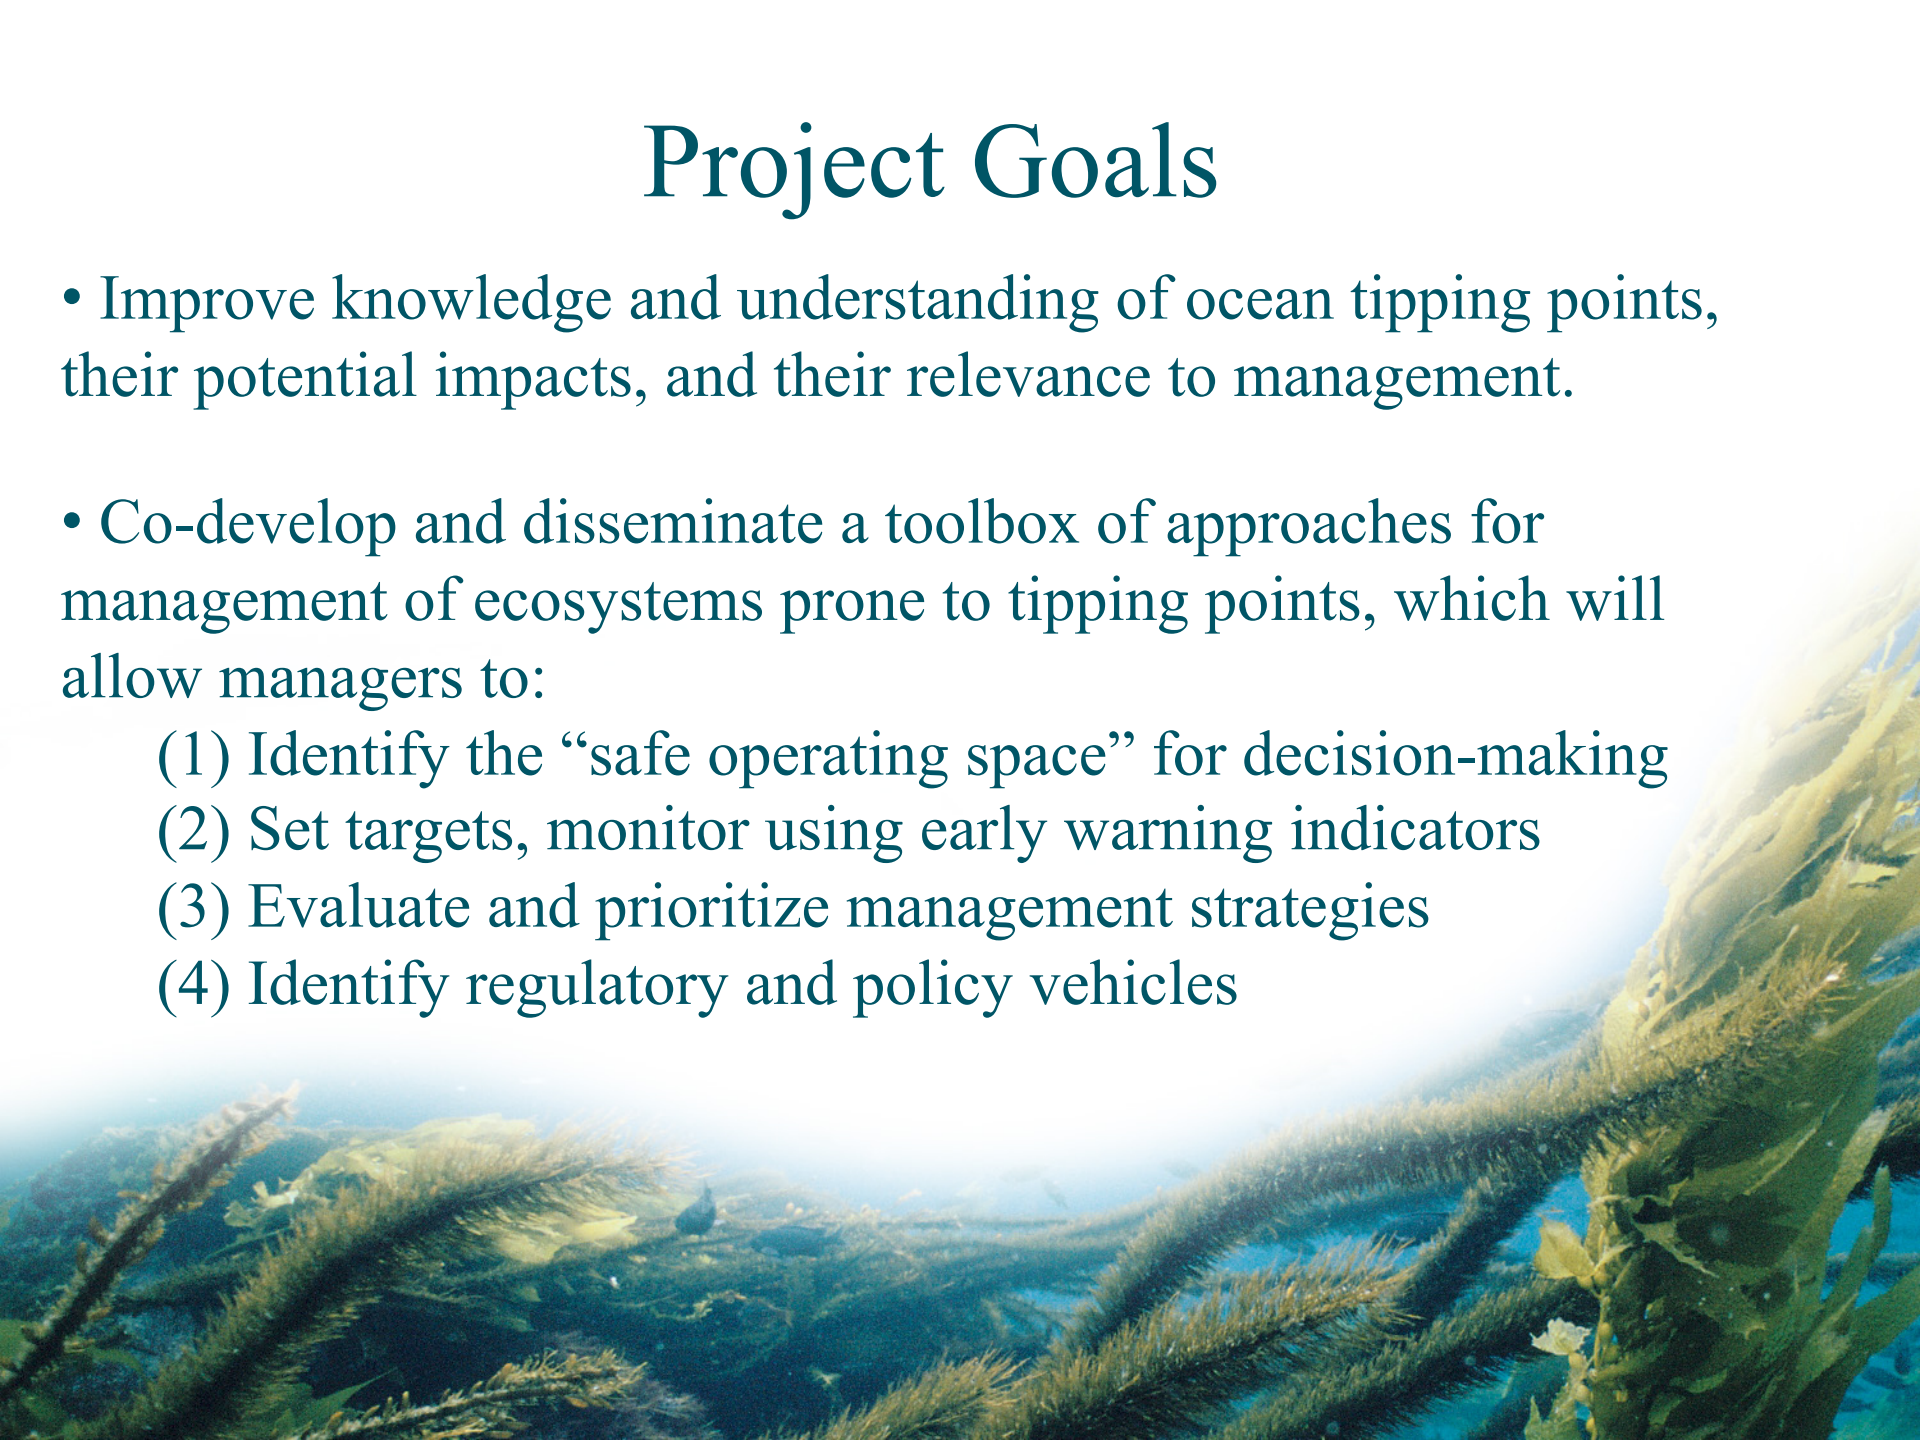 Project Goals
• Improve knowledge and understanding of ocean tipping points,
their potential impacts, and their relevance to management.
• Co-develop and disseminate a toolbox of approaches for
management of ecosystems prone to tipping points, which will
allow managers to:
(1) Identify the “safe operating space” for decision-making
(2) Set targets, monitor using early warning indicators
(3) Evaluate and prioritize management strategies
(4) Identify regulatory and policy vehicles